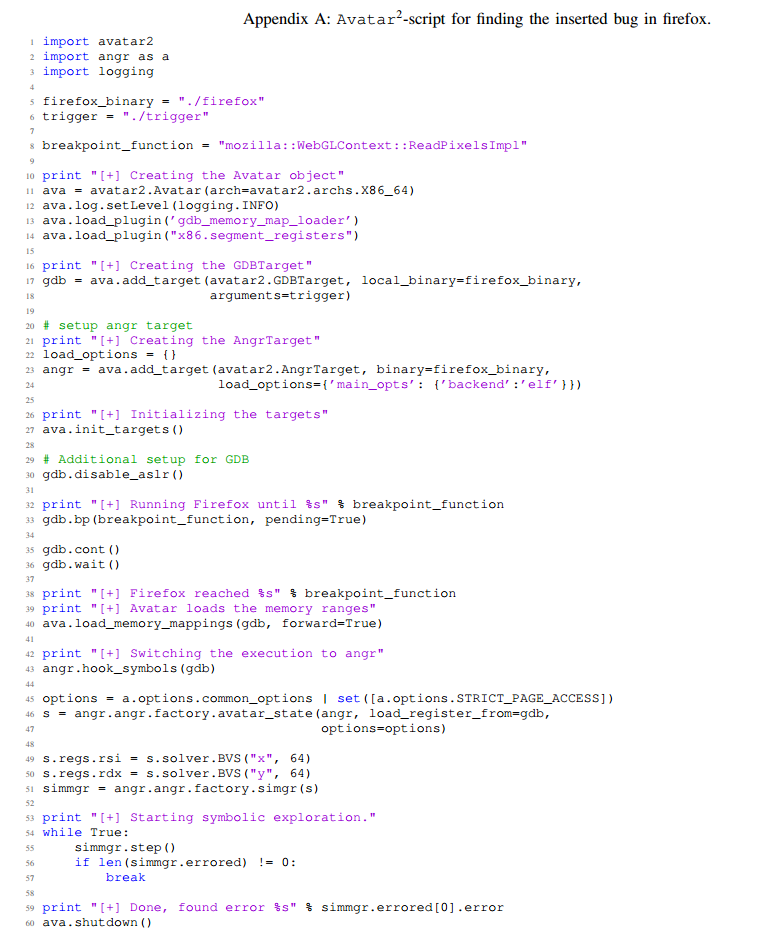 Appendix A: Avatar²-script for finding the inserted bug in firefox.
1 import avatar2
2 import angr as a
3 import logging
4
5 firefox_binary = "./firefox"
6 trigger = "./trigger"
7
8 breakpoint_function = "mozilla::WebGLContext::ReadPixelsImpl"
9
10 print "[+] Creating the Avatar object"
11 ava = avatar2.Avatar(arch=avatar2.archs.X86_64)
12 ava.log.setLevel(logging.INFO)
13 ava.load_plugin('gdb_memory_map_loader')
14 ava.load_plugin("x86.segment_registers")
15
16 print "[+] Creating the GDBTarget"
17 gdb = ava.add_target(avatar2.GDBTarget, local_binary=firefox_binary,
18                      arguments=trigger)
19
20 # setup angr target
21 print "[+] Creating the AngrTarget"
22 load_options = {}
23 angr = ava.add_target(avatar2.AngrTarget, binary=firefox_binary,
24                       load_options={'main_opts': {'backend':'elf'}})
25
26 print "[+] Initializing the targets"
27 ava.init_targets()
28
29 # Additional setup for GDB
30 gdb.disable_aslr()
31
32 print "[+] Running Firefox until %s" % breakpoint_function
33 gdb.bp(breakpoint_function, pending=True)
34
35 gdb.cont()
36 gdb.wait()
37
38 print "[+] Firefox reached %s" % breakpoint_function
39 print "[+] Avatar loads the memory ranges"
40 ava.load_memory_mappings(gdb, forward=True)
41
42 print "[+] Switching the execution to angr"
43 angr.hook_symbols(gdb)
44
45 options = a.options.common_options | set([a.options.STRICT_PAGE_ACCESS])
46 s = angr.angr.factory.avatar_state(angr, load_register_from=gdb,
47                                    options=options)
48
49 s.regs.rsi = s.solver.BVS("x", 64)
50 s.regs.rdx = s.solver.BVS("y", 64)
51 simmgr = angr.angr.factory.simgr(s)
52
53 print "[+] Starting symbolic exploration."
54 while True:
55     simmgr.step()
56     if len(simmgr.errored) != 0:
57         break
58
59 print "[+] Done, found error %s" % simmgr.errored[0].error
60 ava.shutdown()